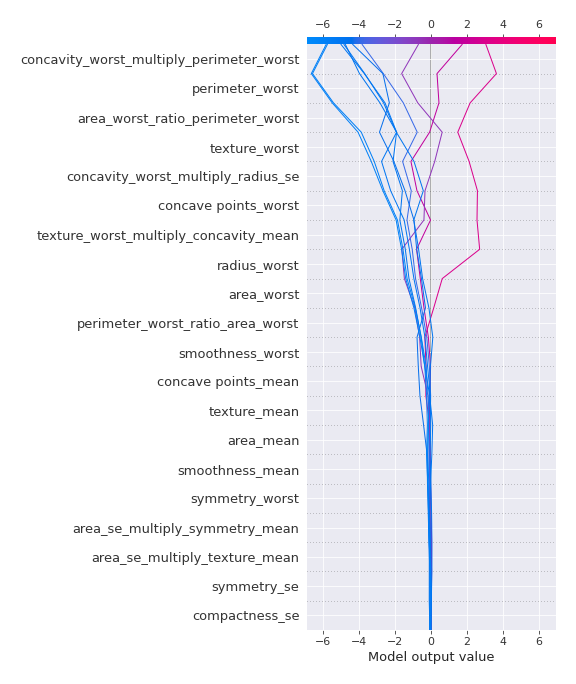 −6 −4 −2 0 2 4 6
concavity_worst_multiply_perimeter_worst
perimeter_worst
area_worst_ratio_perimeter_worst
texture_worst
concavity_worst_multiply_radius_se
concave points_worst
texture_worst_multiply_concavity_mean
radius_worst
area_worst
perimeter_worst_ratio_area_worst
smoothness_worst
concave points_mean
texture_mean
area_mean
smoothness_mean
symmetry_worst
area_se_multiply_symmetry_mean
area_se_multiply_texture_mean
symmetry_se
compactness_se
−6 −4 −2 0 2 4 6
Model output value